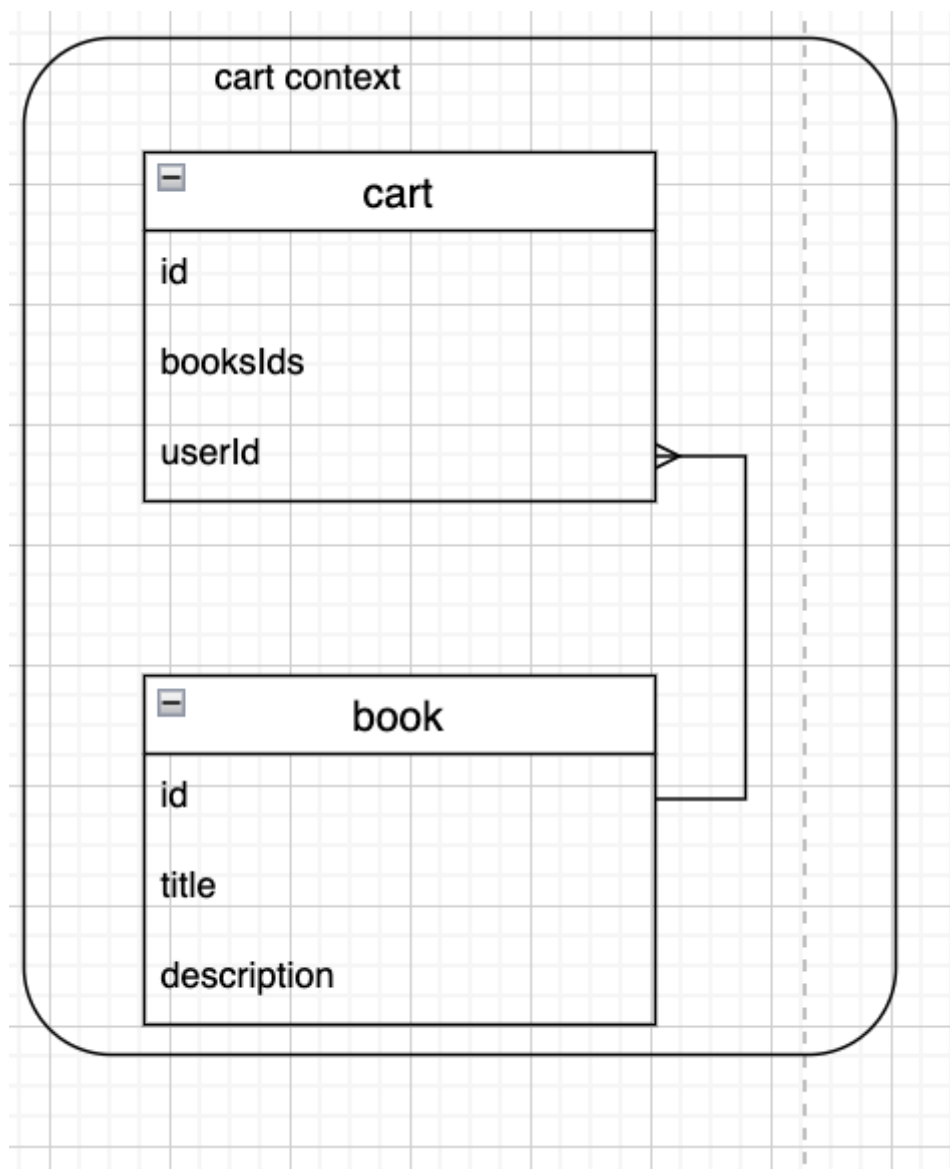 cart context
cart
id
booksIds
userId
book
id
title
description